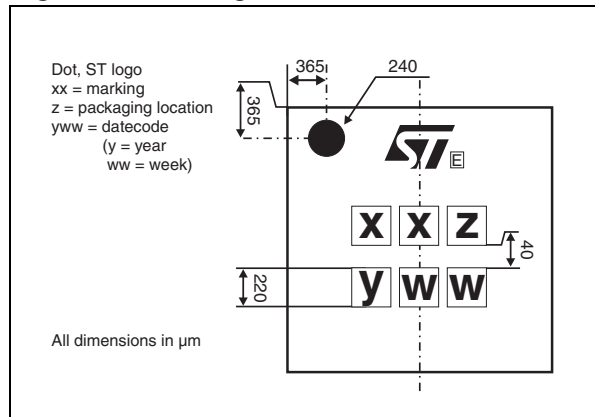 Dot, ST logo
xx = marking
z = packaging location
yww = datecode
(y = year
ww = week)
365
240
365
ST
E
x x z
40
y w w
220
All dimensions in µm